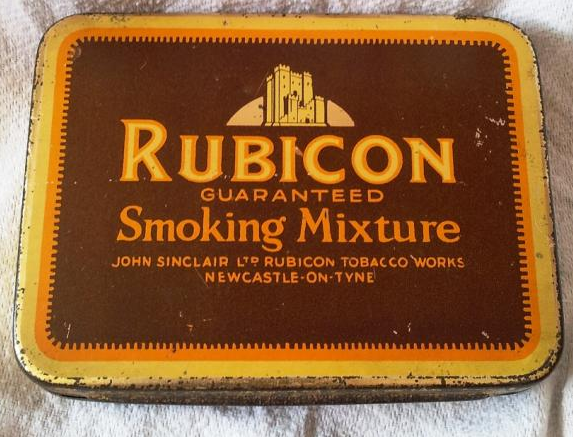 RUBICON
GUARANTEED
Smoking Mixture
JOHN SINCLAIR LTD RUBICON TOBACCO WORKS
NEWCASTLE-ON-TYNE